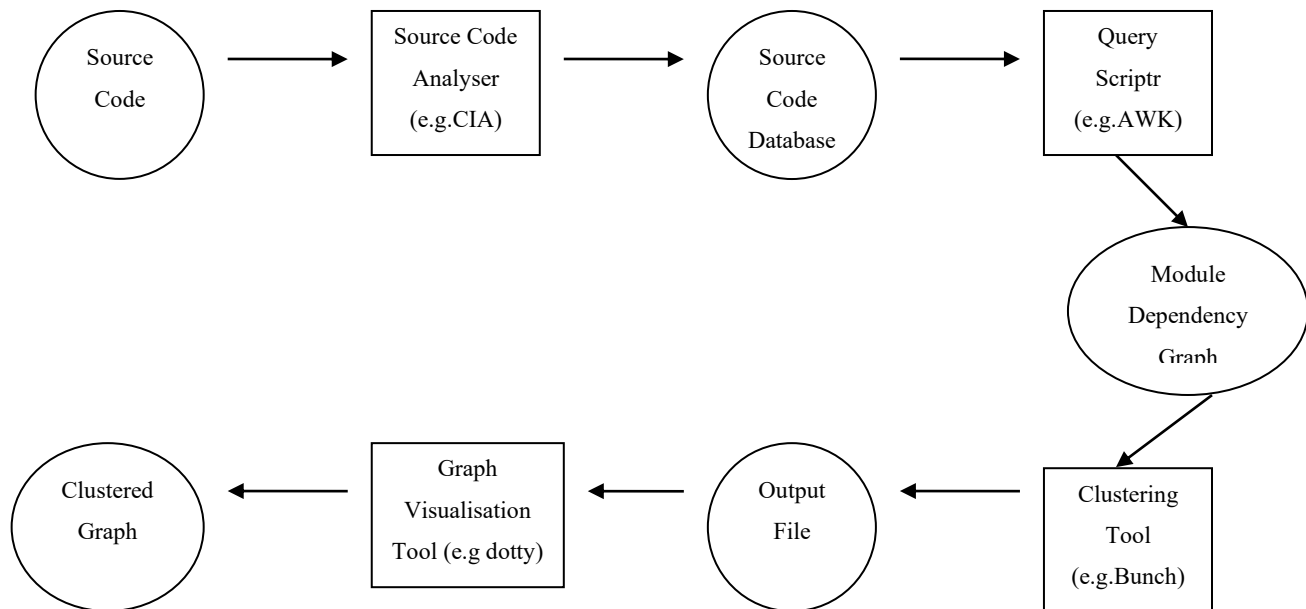 Source
Code
Source Code
Analyser
(e.g.CIA)
Source
Code
Database
Query
Scriptr
(e.g.AWK)
Module
Dependency
Graph
Clustering
Tool
(e.g.Bunch)
Output
File
Graph
Visualisation
Tool (e.g dotty)
Clustered
Graph